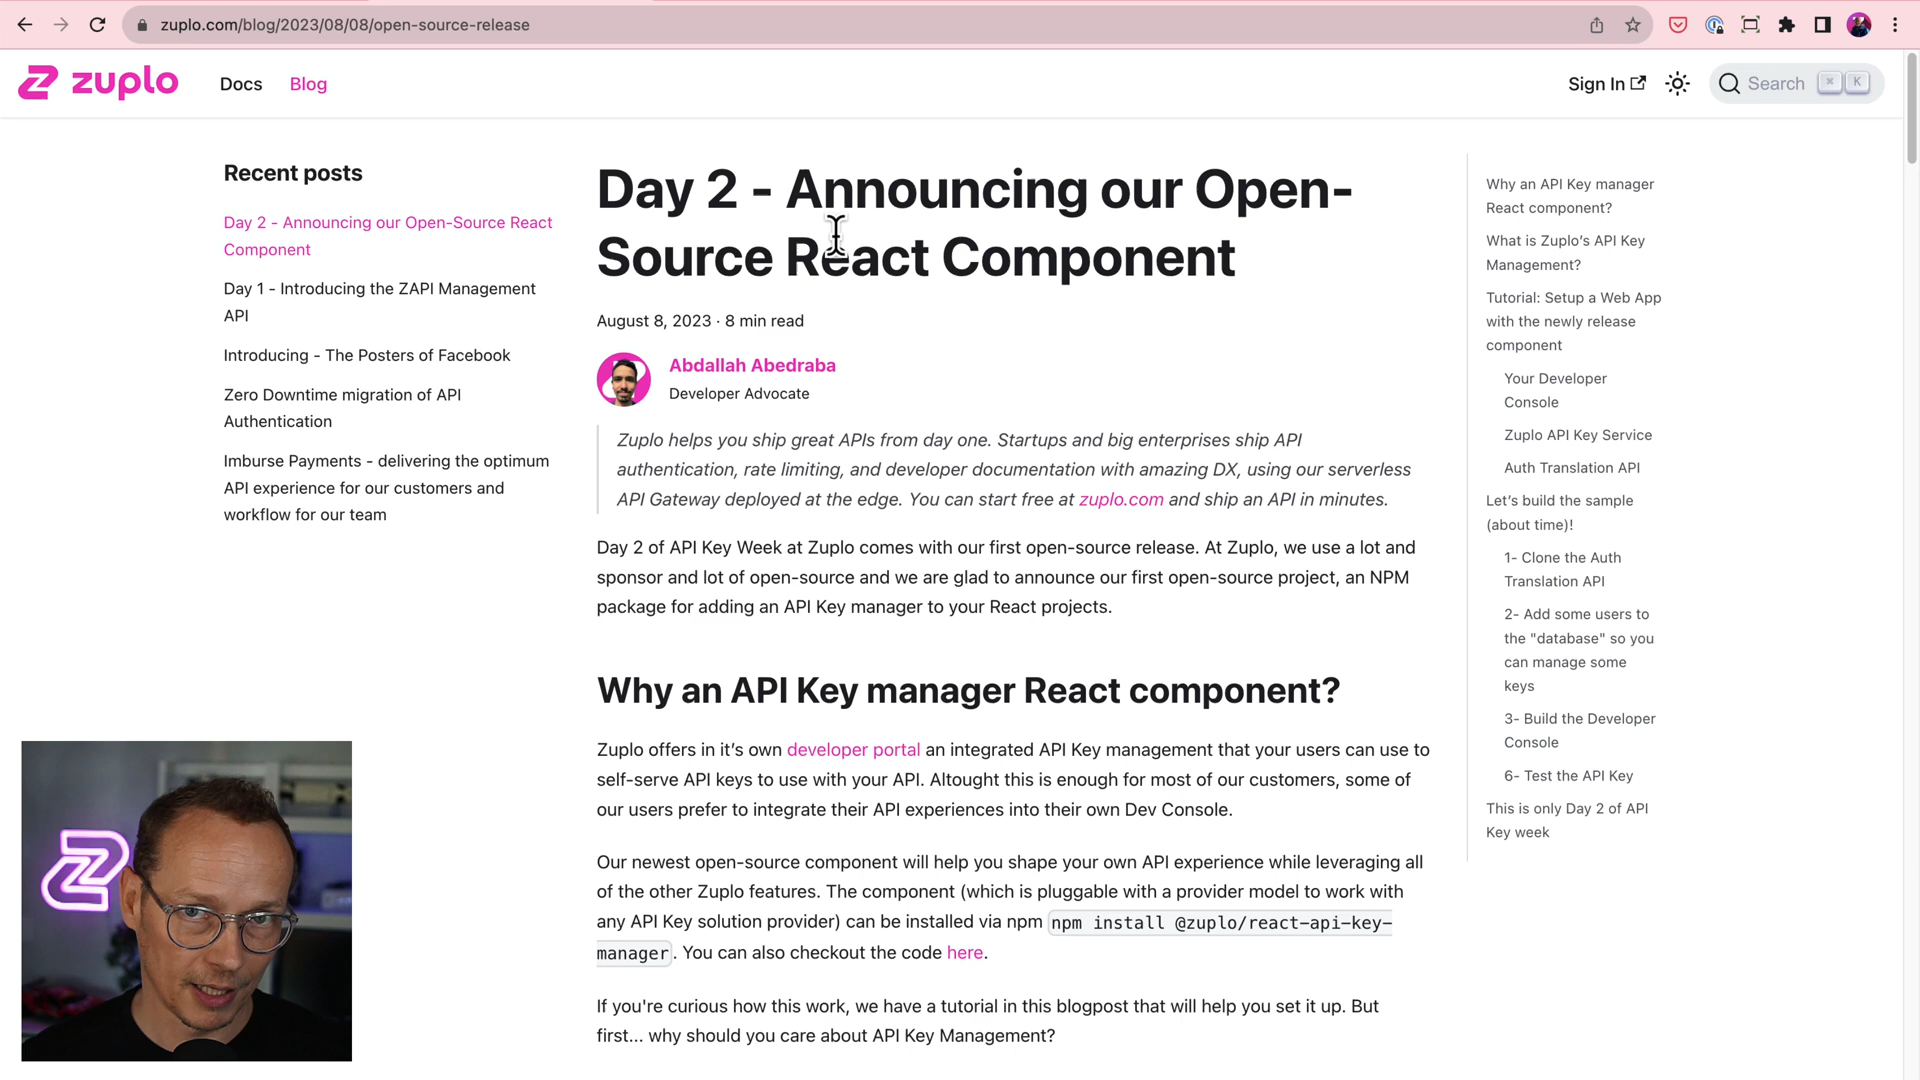 zuplo.com/blog/2023/08/08/open-source-release
zuplo
Docs
Blog
Sign In
Search
⌘
K
Recent posts
Day 2 - Announcing our Open-Source React
Component
Day 1 - Introducing the ZAPI Management
API
Introducing - The Posters of Facebook
Zero Downtime migration of API
Authentication
Imburse Payments - delivering the optimum
API experience for our customers and
workflow for our team
Day 2 - Announcing our Open-
Source React Component
August 8, 2023 · 8 min read
Abdallah Abedraba
Developer Advocate
Zuplo helps you ship great APIs from day one. Startups and big enterprises ship API
authentication, rate limiting, and developer documentation with amazing DX, using our serverless
API Gateway deployed at the edge. You can start free at zuplo.com and ship an API in minutes.
Day 2 of API Key Week at Zuplo comes with our first open-source release. At Zuplo, we use a lot and
sponsor and lot of open-source and we are glad to announce our first open-source project, an NPM
package for adding an API Key manager to your React projects.
Why an API Key manager React component?
Zuplo offers in it's own developer portal an integrated API Key management that your users can use to
self-serve API keys to use with your API. Altought this is enough for most of our customers, some of
our users prefer to integrate their API experiences into their own Dev Console.
Our newest open-source component will help you shape your own API experience while leveraging all
of the other Zuplo features. The component (which is pluggable with a provider model to work with
any API Key solution provider) can be installed via npm npm install @zuplo/react-api-key-
manager. You can also checkout the code here.
If you're curious how this work, we have a tutorial in this blogpost that will help you set it up. But
first... why should you care about API Key Management?
Why an API Key manager
React component?
What is Zuplo's API Key
Management?
Tutorial: Setup a Web App
with the newly release
component
Your Developer
Console
Zuplo API Key Service
Auth Translation API
Let's build the sample
(about time)!
1- Clone the Auth
Translation API
2- Add some users to
the "database" so you
can manage some
keys
3- Build the Developer
Console
6- Test the API Key
This is only Day 2 of API
Key week